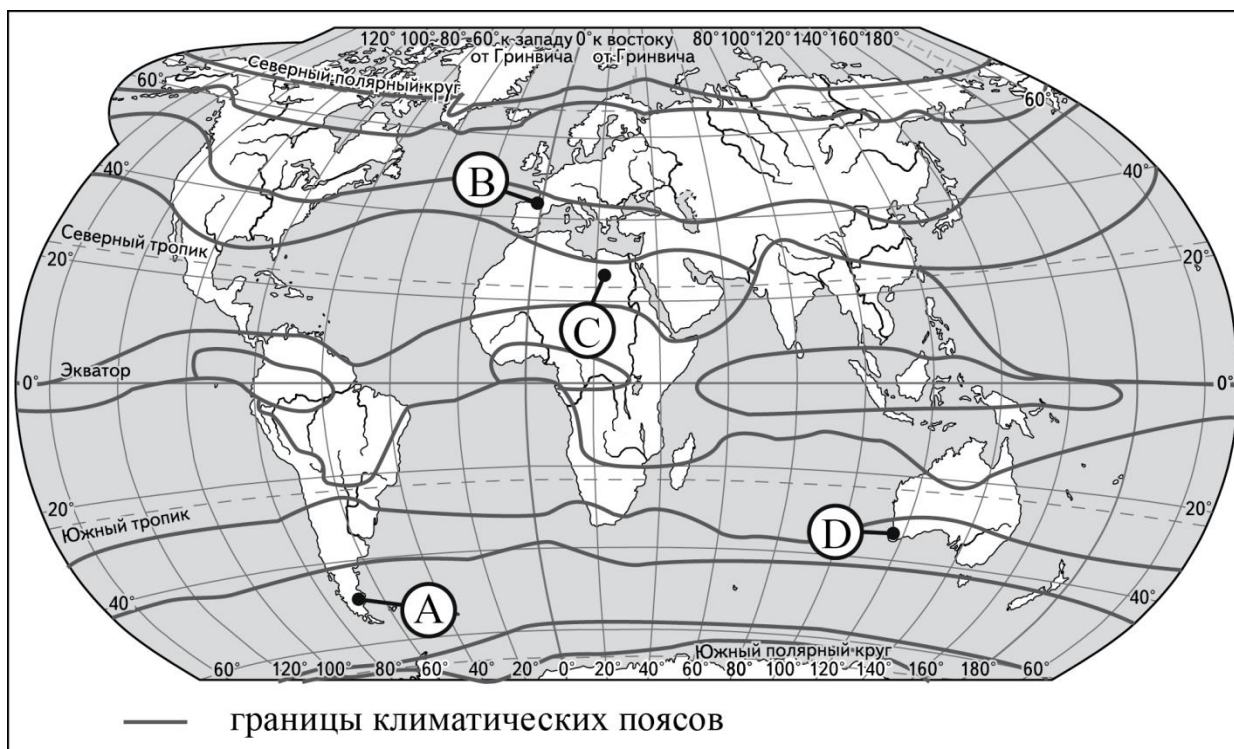 120° 100° 80° 60° к западу 0° к востоку 80° 100° 120° 140° 180°
от Гринвича от Гринвича
Северный полярный круг
60° 60°
40° 40°
Северный тропик
20° 20°
Экватор
0° 0°
20° 20°
Южный тропик
40° 40°
B
C
D
A
Южный полярный круг
60° 120° 100° 80° 60° 40° 20° 0° 20° 40° 60° 80° 100° 120° 140° 160° 180° 60°
границы климатических поясов